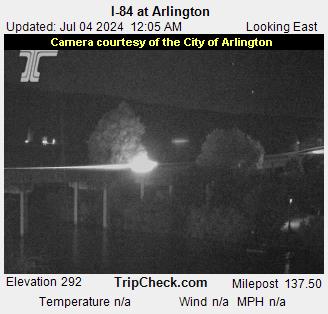 I-84 at Arlington
Updated: Jul 04 2024 12:05 AM Looking East
Camera courtesy of the City of Arlington
Elevation 292 TripCheck.com Milepost 137.50
Temperature n/a Wind n/a MPH n/a